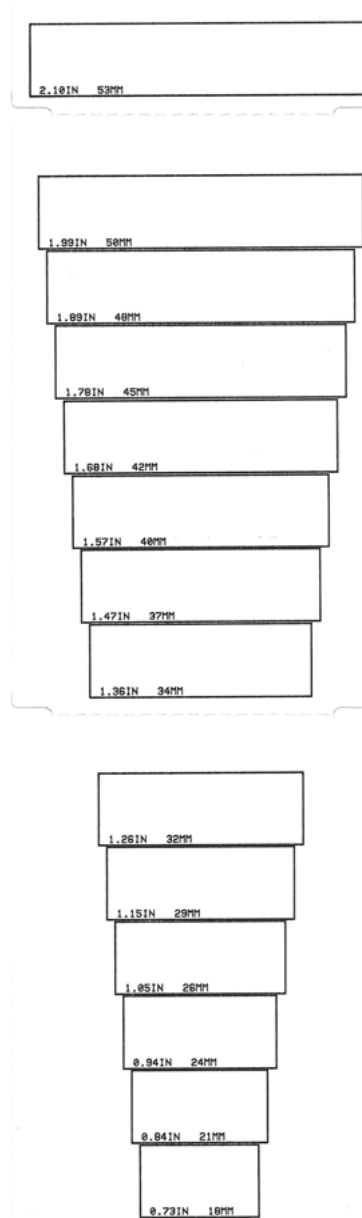 2.10IN 53MM
1.99IN 50MM
1.89IN 48MM
1.78IN 45MM
1.68IN 42MM
1.57IN 40MM
1.47IN 37MM
1.36IN 34MM
1.26IN 32MM
1.15IN 29MM
1.05IN 26MM
0.94IN 24MM
0.84IN 21MM
0.73IN 18MM